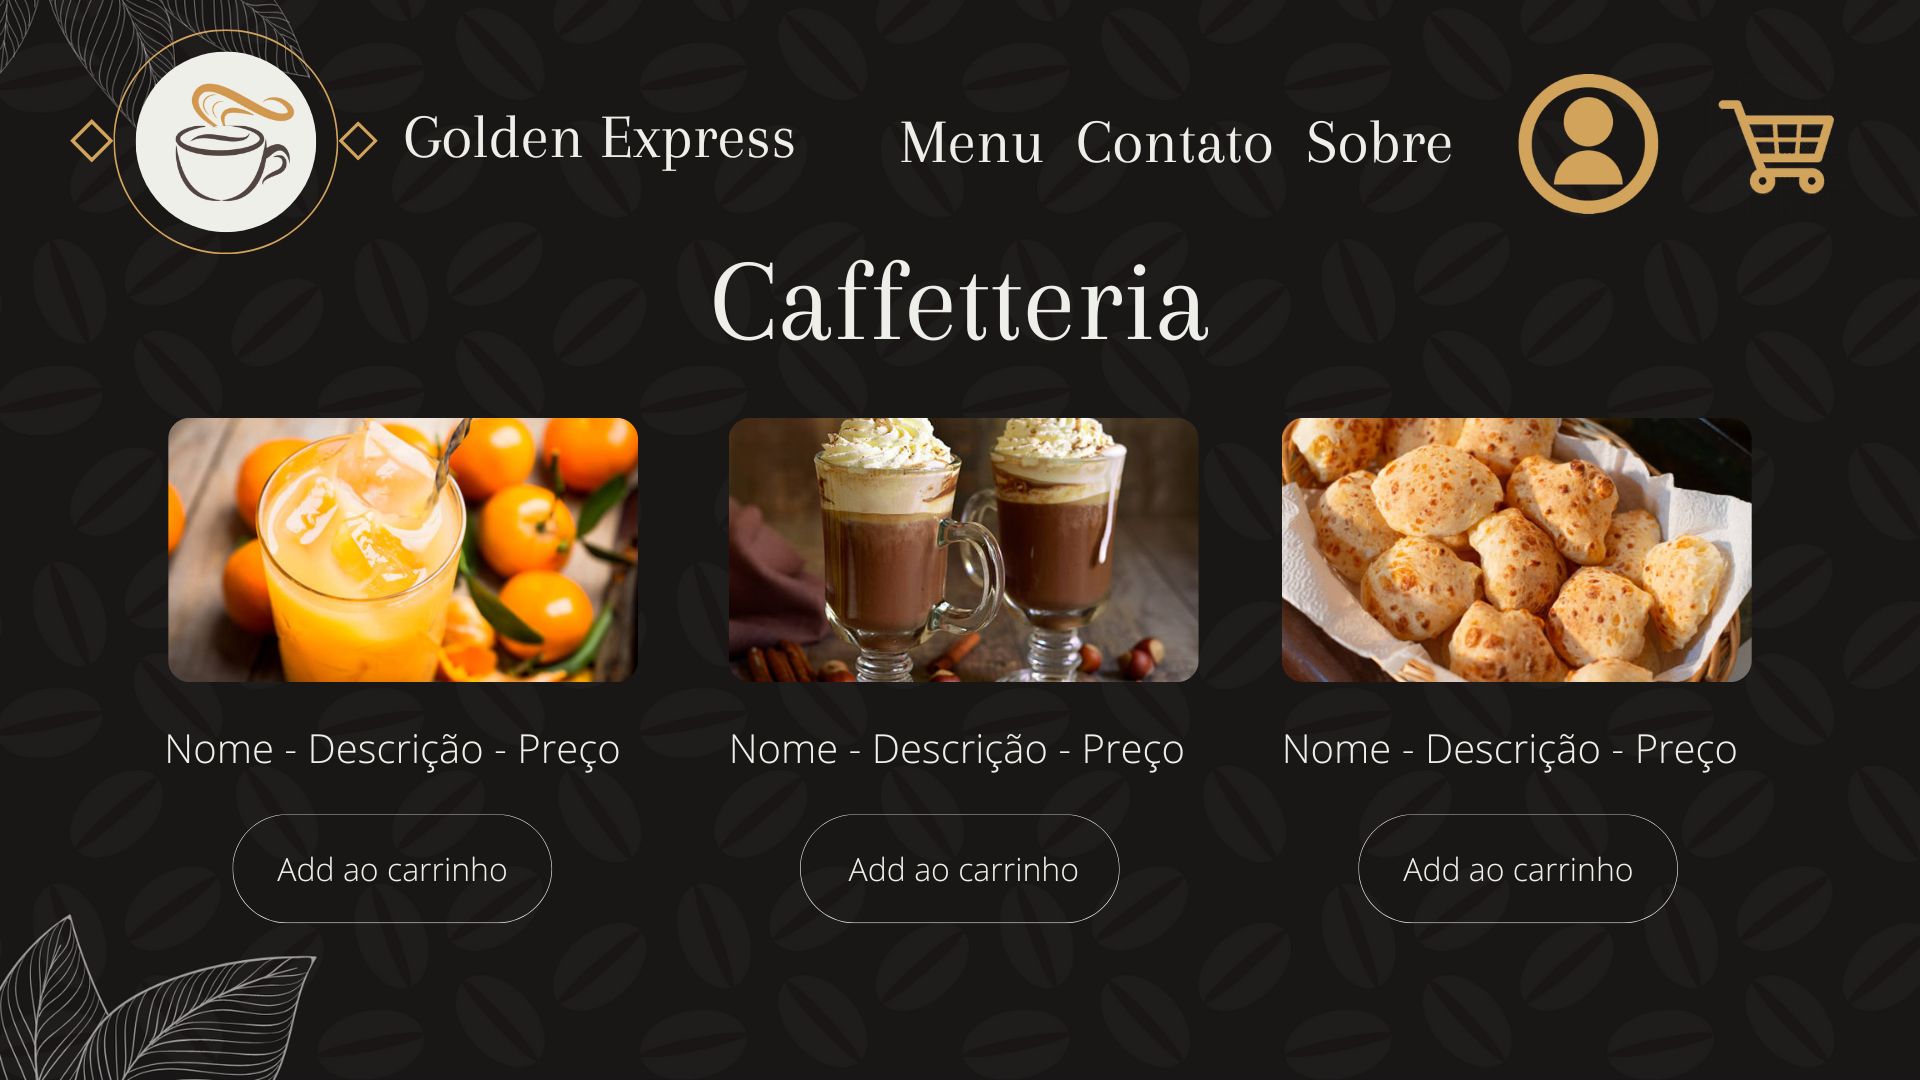 Golden Express
Menu Contato Sobre
Caffetteria
Nome - Descrição - Preço
Nome - Descrição - Preço
Nome - Descrição - Preço
Add ao carrinho
Add ao carrinho
Add ao carrinho